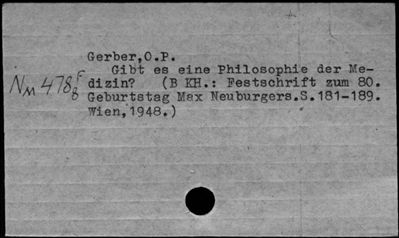 Gerber,O.P.
Gibt es eine Philosophie der Me-
dizin? (B KH.: Festschrift zum 80.
Geburtstag Max Neuburgers.S.181-189.
Wien,1948.)
Nm 478 F
8